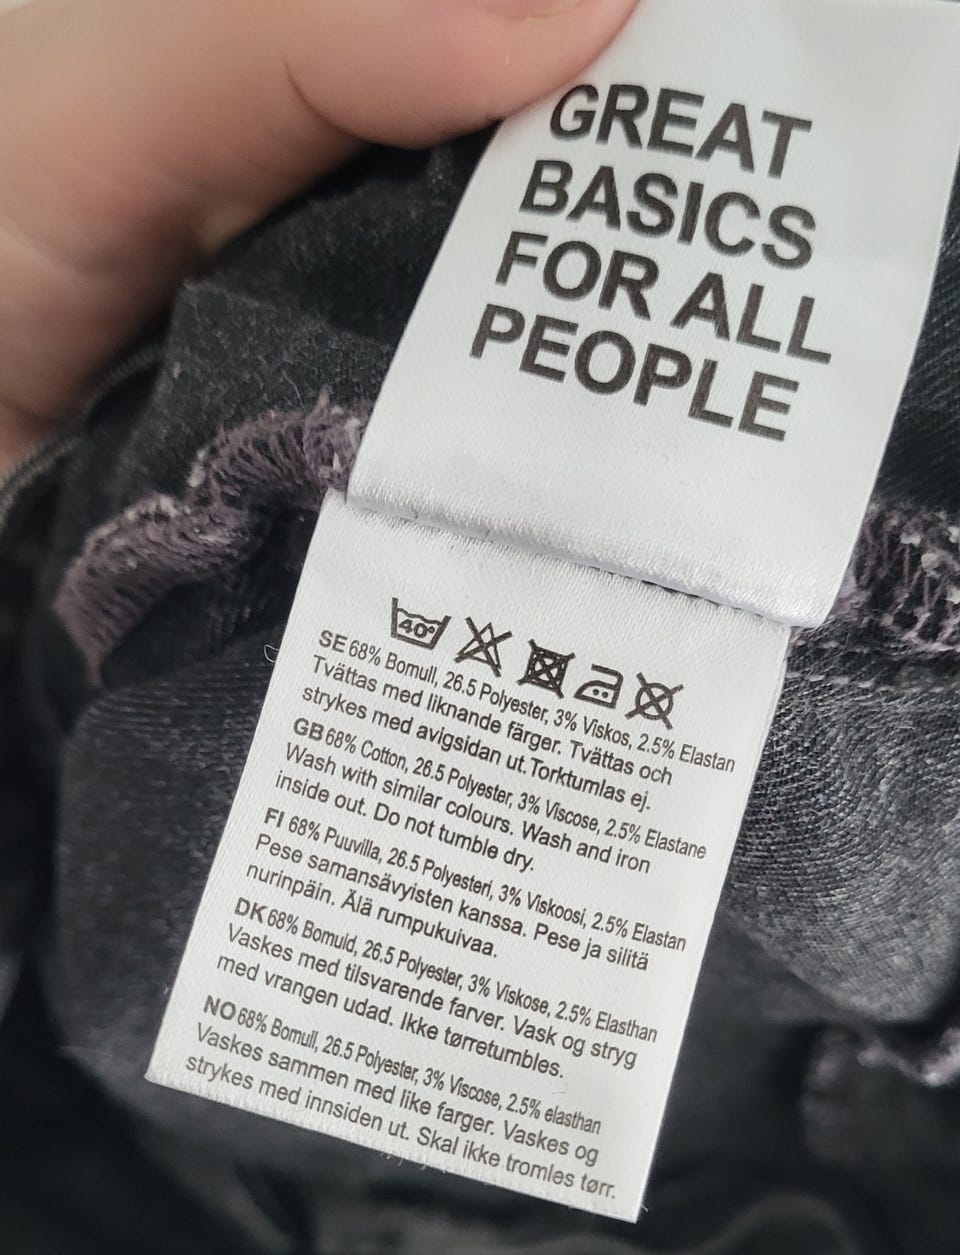 GREAT
BASICS
FOR ALL
PEOPLE
40°
SE 68% Bomull, 26.5 Polyester, 3% Viskos, 2.5% Elastan
Tvättas med liknande färger. Tvättas och
strykes med avigsidan ut. Torktumlas ej.
GB 68% Cotton, 26.5 Polyester, 3% Viscose, 2.5% Elastane
Wash with similar colours. Wash and iron
inside out. Do not tumble dry.
FI 68% Puuvilla, 26.5 Polyesteri, 3% Viskoosi, 2.5% Elastan
Pese samansävyisten kanssa. Pese ja silitä
nurinpäin. Älä rumpukuivaa.
DK 68% Bomuld, 26.5 Polyester, 3% Viskose, 2.5% Elasthan
Vaskes med tilsvarende farver. Vask og stryg
med vrangen udad. Ikke tørretumbles.
NO 68% Bomull, 26.5 Polyester, 3% Viscose, 2.5% elasthan
Vaskes sammen med like farger. Vaskes og
strykes med innsiden ut. Skal ikke tromles tørr.